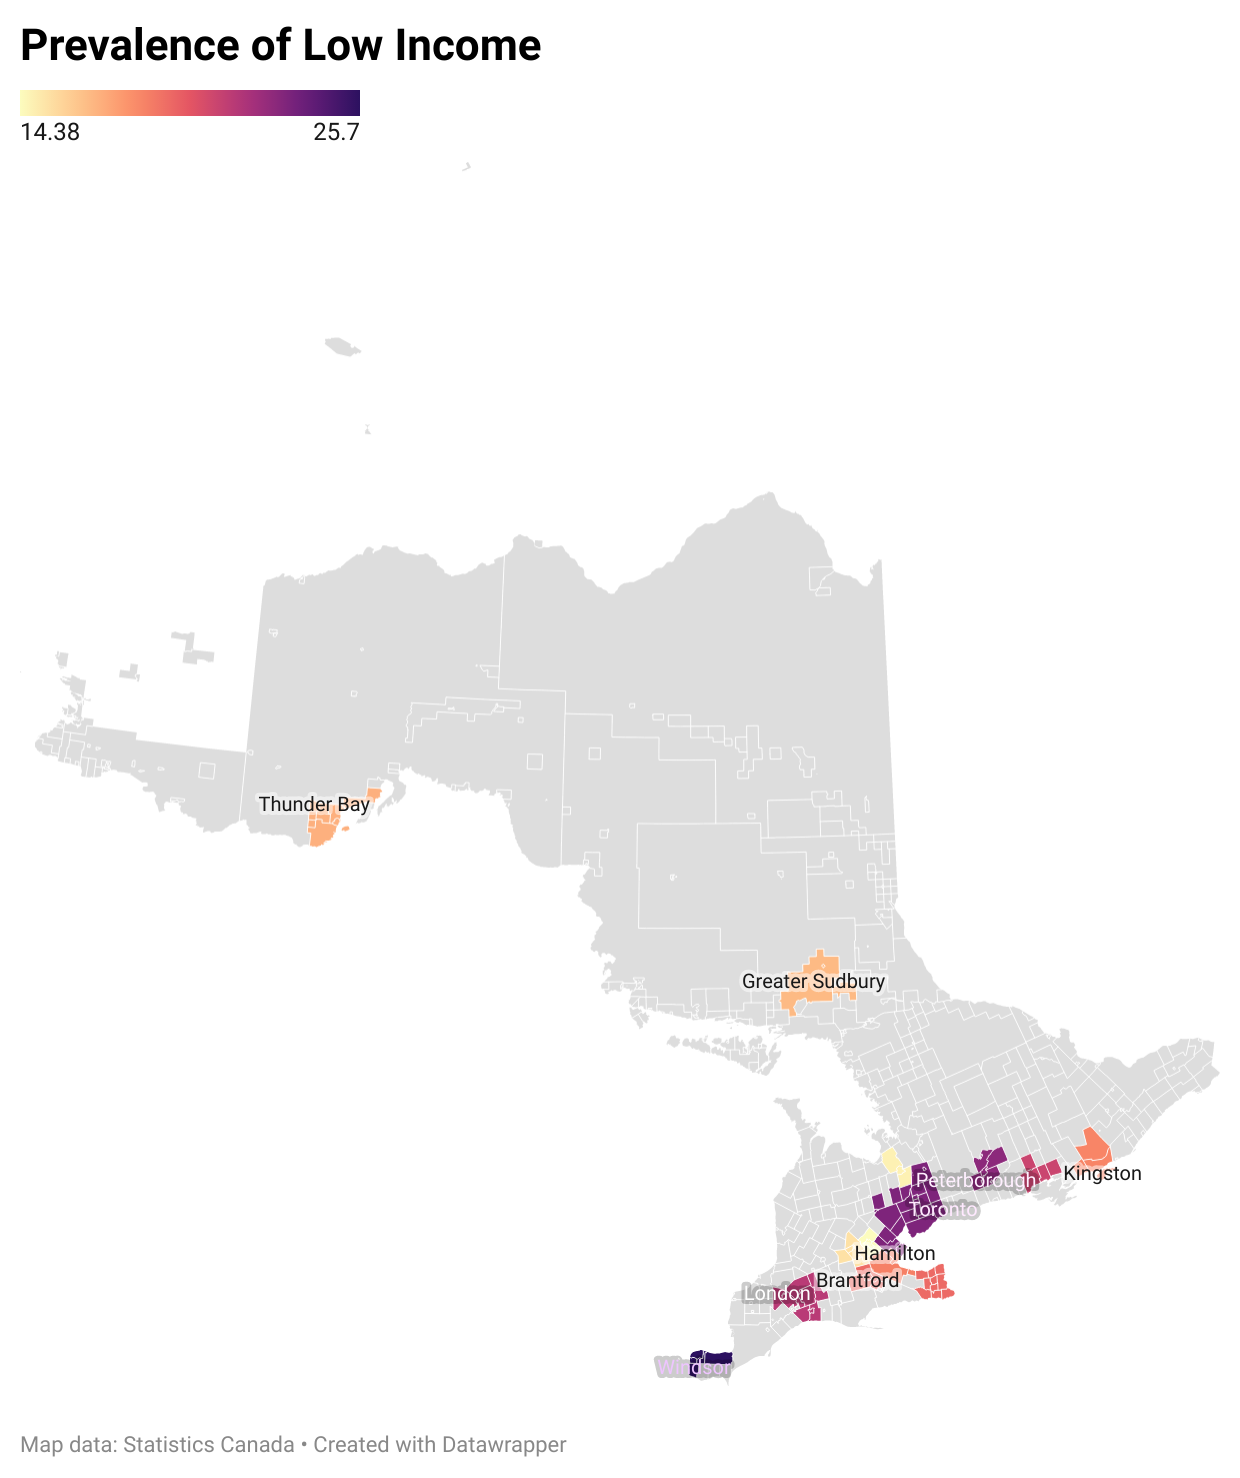 Prevalence of Low Income
14.38 25.7
Thunder Bay
Greater Sudbury
Kingston
Peterborough
Toronto
Hamilton
Brantford
London
Windsor
Map data: Statistics Canada • Created with Datawrapper